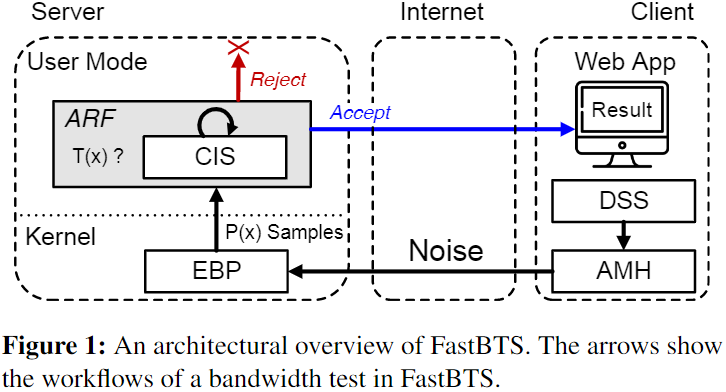 Server
Internet
Client
User Mode
Reject
Web App
ARF
Accept
Result
T(x) ?
CIS
DSS
Kernel
P(x) Samples
EBP
Noise
AMH
Figure 1: An architectural overview of FastBTS. The arrows show
the workflows of a bandwidth test in FastBTS.